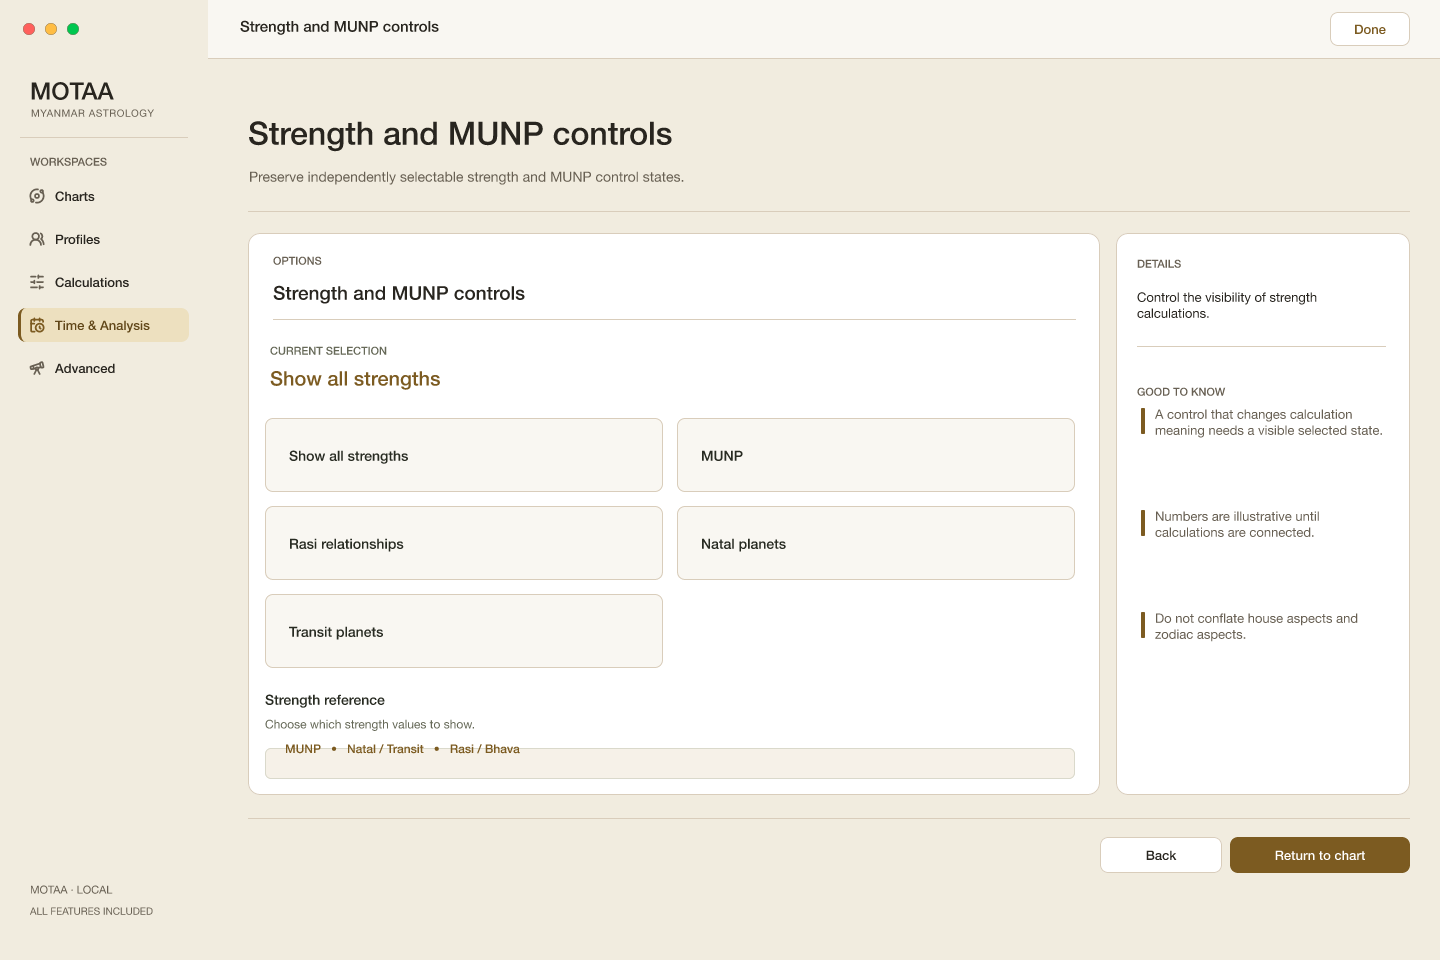 Strength and MUNP controls
Done
MOTAA
MYANMAR ASTROLOGY
WORKSPACES
Charts
Profiles
Calculations
Time & Analysis
Advanced
MOTAA · LOCAL
ALL FEATURES INCLUDED
Strength and MUNP controls
Preserve independently selectable strength and MUNP control states.
OPTIONS
Strength and MUNP controls
CURRENT SELECTION
Show all strengths
Show all strengths
MUNP
Rasi relationships
Natal planets
Transit planets
Strength reference
Choose which strength values to show.
MUNP • Natal / Transit • Rasi / Bhava
DETAILS
Control the visibility of strength
calculations.
GOOD TO KNOW
A control that changes calculation
meaning needs a visible selected state.
Numbers are illustrative until
calculations are connected.
Do not conflate house aspects and
zodiac aspects.
Back
Return to chart